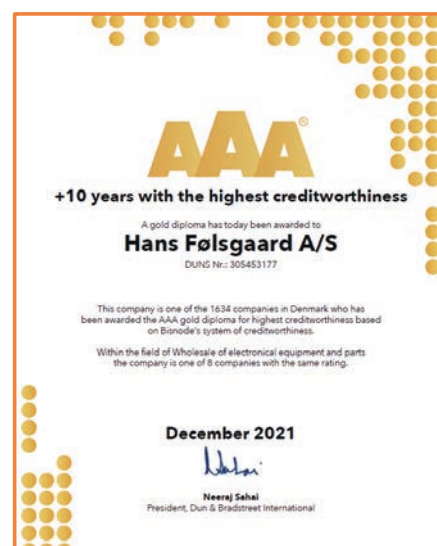 AAA®
+10 years with the highest creditworthiness
A gold diploma has today been awarded to
Hans Følsgaard A/S
DUNS Nr.: 305453177
This company is one of the 1634 companies in Denmark who has
been awarded the AAA gold diploma for highest creditworthiness based
on Bisnode's system of creditworthiness.
Within the field of Wholesale of electronical equipment and parts
the company is one of 8 companies with the same rating.
December 2021
Neeraj Sahai
President, Dun & Bradstreet International